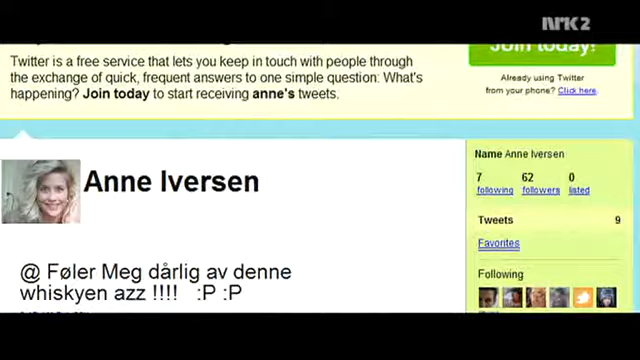 NRK2
Join today!
Twitter is a free service that lets you keep in touch with people through
the exchange of quick, frequent answers to one simple question: What's
happening? Join today to start receiving anne's tweets.
Already using Twitter
from your phone? Click here.
Anne Iversen
Name Anne Iversen
7 62 0
following followers listed
Tweets 9
Favorites
Following
@ Føler Meg dårlig av denne
whiskyen azz !!!! :P :P